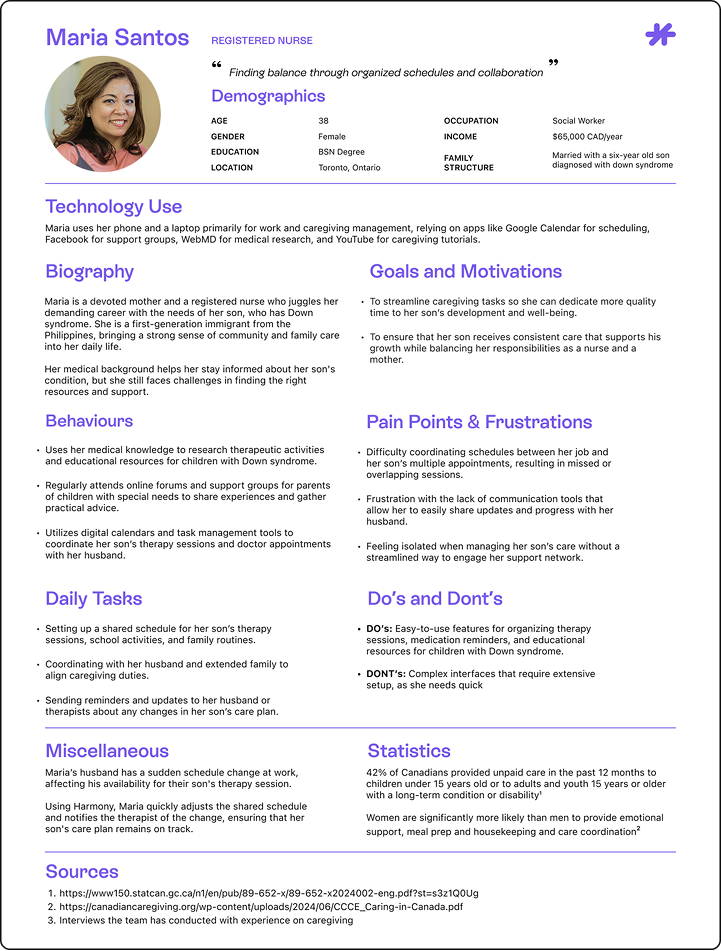 Maria Santos
REGISTERED NURSE
“ Finding balance through organized schedules and collaboration ”
Demographics
AGE 38
GENDER Female
EDUCATION BSN Degree
LOCATION Toronto, Ontario
OCCUPATION Social Worker
INCOME $65,000 CAD/year
FAMILY
STRUCTURE
Married with a six-year old son
diagnosed with down syndrome
Technology Use
Maria uses her phone and a laptop primarily for work and caregiving management, relying on apps like Google Calendar for scheduling,
Facebook for support groups, WebMD for medical research, and YouTube for caregiving tutorials.
Biography
Maria is a devoted mother and a registered nurse who juggles her
demanding career with the needs of her son, who has Down
syndrome. She is a first-generation immigrant from the
Philippines, bringing a strong sense of community and family care
into her daily life.
Her medical background helps her stay informed about her son's
condition, but she still faces challenges in finding the right
resources and support.
Goals and Motivations
• To streamline caregiving tasks so she can dedicate more quality
time to her son’s development and well-being.
• To ensure that her son receives consistent care that supports his
growth while balancing her responsibilities as a nurse and a
mother.
Behaviours
• Uses her medical knowledge to research therapeutic activities
and educational resources for children with Down syndrome.
• Regularly attends online forums and support groups for parents
of children with special needs to share experiences and gather
practical advice.
• Utilizes digital calendars and task management tools to
coordinate her son’s therapy sessions and doctor appointments
with her husband.
Pain Points & Frustrations
• Difficulty coordinating schedules between her job and
her son’s multiple appointments, resulting in missed or
overlapping sessions.
• Frustration with the lack of communication tools that
allow her to easily share updates and progress with her
husband.
• Feeling isolated when managing her son’s care without a
streamlined way to engage her support network.
Daily Tasks
• Setting up a shared schedule for her son’s therapy
sessions, school activities, and family routines.
• Coordinating with her husband and extended family to
align caregiving duties.
• Sending reminders and updates to her husband or
therapists about any changes in her son’s care plan.
Do’s and Dont’s
• DO’s: Easy-to-use features for organizing therapy
sessions, medication reminders, and educational
resources for children with Down syndrome.
• DONT’s: Complex interfaces that require extensive
setup, as she needs quick
Miscellaneous
Maria’s husband has a sudden schedule change at work,
affecting his availability for their son's therapy session.
Using Harmony, Maria quickly adjusts the shared schedule
and notifies the therapist of the change, ensuring that her
son's care plan remains on track.
Statistics
42% of Canadians provided unpaid care in the past 12 months to
children under 15 years old or to adults and youth 15 years or older
with a long-term condition or disability¹
Women are significantly more likely than men to provide emotional
support, meal prep and housekeeping and care coordination²
Sources
1. https://www150.statcan.gc.ca/n1/en/pub/89-652-x/89-652-x2024002-eng.pdf?st=s3z1Q0Ug
2. https://canadiancaregiving.org/wp-content/uploads/2024/06/CCCE_Caring-in-Canada.pdf
3. Interviews the team has conducted with experience on caregiving